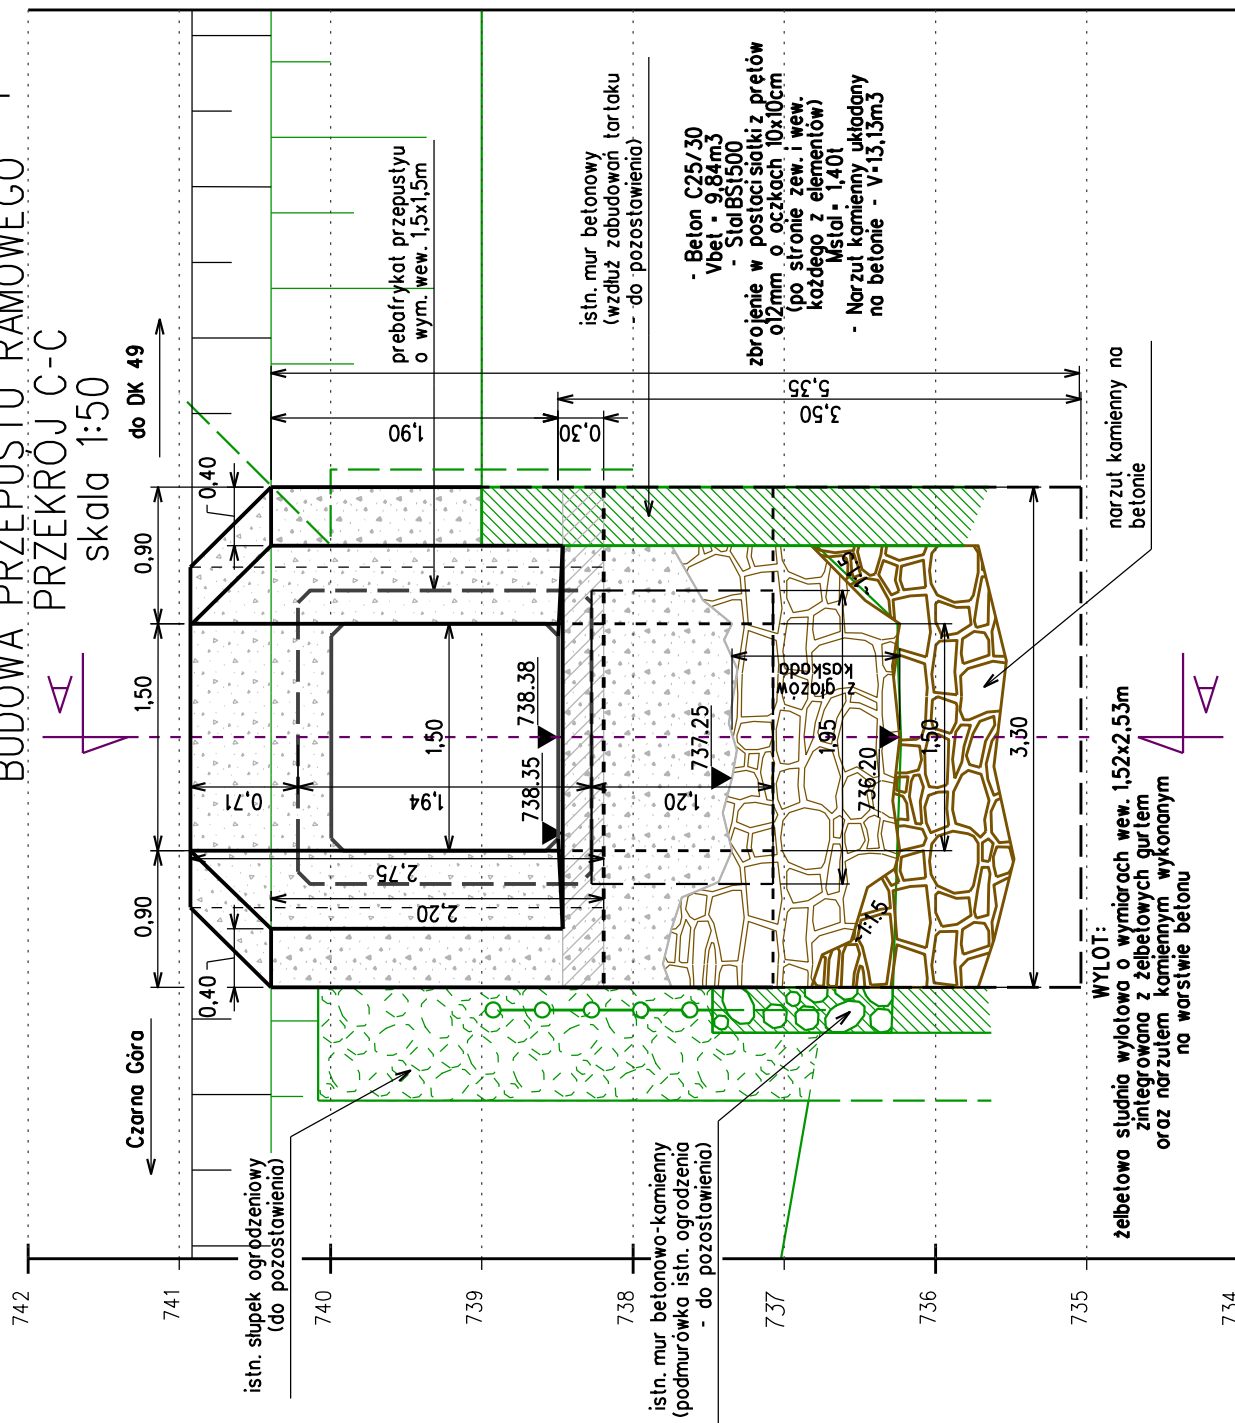 BUDOWA PRZEPUSTU RAMOWEGO
PRZEKRÓJ C-C
skala 1:50
do DK 49
Czarna Góra
prebafrykat przepustu
o wym. wew. 1,5x1,5m
istn. mur betonowy
(wzdłuż zabudowań tartaku
- do pozostawienia)
- Beton C25/30
Vbet = 9,84m3
- Stal BSt500
zbrojenie w postaci siatki z prętów
o12mm o oczkach 10x10cm
(po stronie zew. i wew.
każdego z elementów)
Mstal = 1,40t
- Narzut kamienny układany
na betonie - V=13,13m3
narzut kamienny na
betonie
WYLOT:
żelbetowa studnia wylotowa o wymiarach wew. 1,52x2,53m
zintegrowana z żelbetowych gurtem
oraz narzutem kamiennym wykonanym
na warstwie betonu
istn. słupek ogrodzeniowy
(do pozostawienia)
istn. mur betonowo-kamienny
(podmurówka istn. ogrodzenia
- do pozostawienia)
kaskada
z głazów
A
A
0,40
0,90
1,50
0,90
0,40
1,90
0,30
5,35
3,50
0,71
1,94
1,20
2,75
2,20
1,50
738.38
738.35
737.25
736.20
1,95
1,50
3,30
~1:1.5
742
741
740
739
738
737
736
735
734